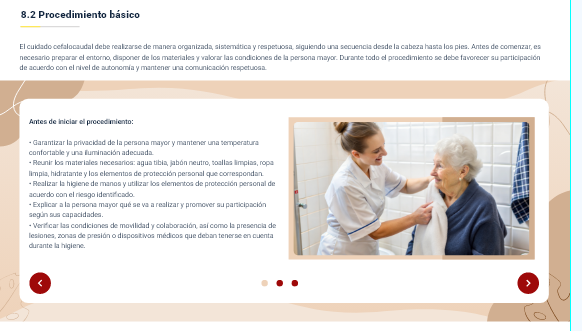 8.2 Procedimiento básico
El cuidado cefalocaudal debe realizarse de manera organizada, sistemática y respetuosa, siguiendo una secuencia desde la cabeza hasta los pies. Antes de comenzar, es
necesario preparar el entorno, disponer de los materiales y valorar las condiciones de la persona mayor. Durante todo el procedimiento se debe favorecer su participación
de acuerdo con el nivel de autonomía y mantener una comunicación respetuosa.
Antes de iniciar el procedimiento:
• Garantizar la privacidad de la persona mayor y mantener una temperatura
confortable y una iluminación adecuada.
• Reunir los materiales necesarios: agua tibia, jabón neutro, toallas limpias, ropa
limpia, hidratante y los elementos de protección personal que correspondan.
• Realizar la higiene de manos y utilizar los elementos de protección personal de
acuerdo con el riesgo identificado.
• Explicar a la persona mayor qué se va a realizar y promover su participación
según sus capacidades.
• Verificar las condiciones de movilidad y colaboración, así como la presencia de
lesiones, zonas de presión o dispositivos médicos que deban tenerse en cuenta
durante la higiene.